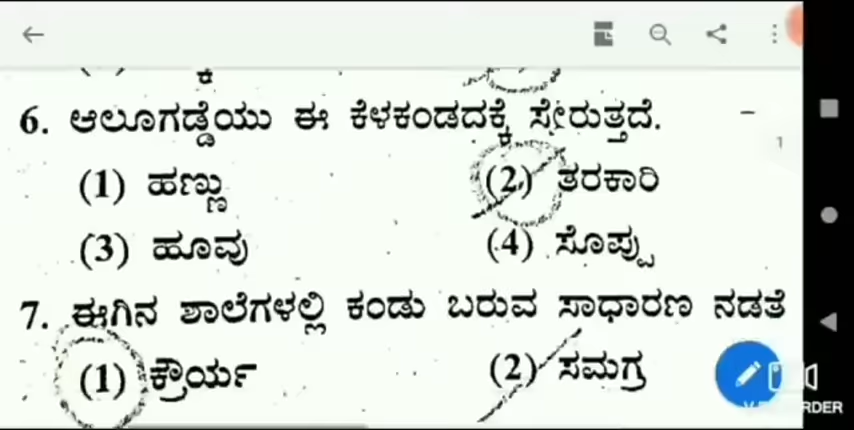 6. ಆಲೂಗಡ್ಡೆಯು ಈ ಕೆಳಕಂಡದಕ್ಕೆ ಸೇರುತ್ತದೆ.
(1) ಹಣ್ಣು (2) ತರಕಾರಿ
(3) ಹೂವು (4) ಸೊಪ್ಪು
7. ಈಗಿನ ಶಾಲೆಗಳಲ್ಲಿ ಕಂಡು ಬರುವ ಸಾಧಾರಣ ನಡತೆ
(1) ಕ್ರೌರ್ಯ (2) ಸಮಗ್ರ